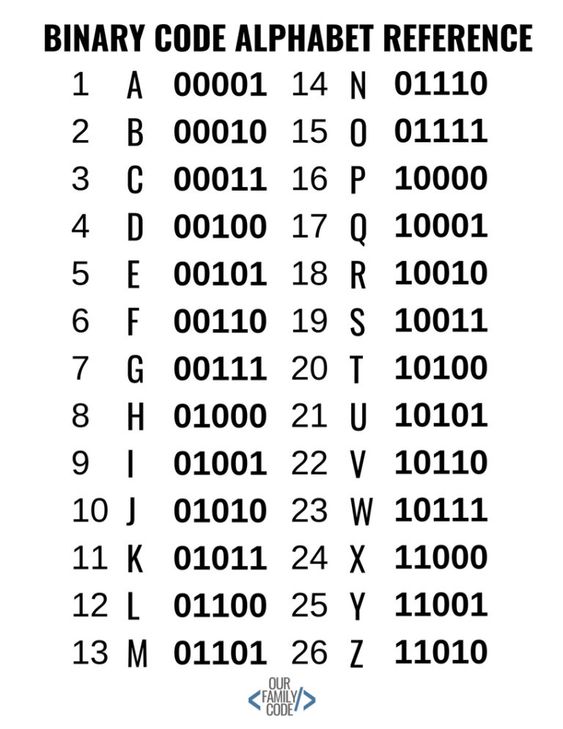 BINARY CODE ALPHABET REFERENCE
1 A 00001 14 N 01110
2 B 00010 15 O 01111
3 C 00011 16 P 10000
4 D 00100 17 Q 10001
5 E 00101 18 R 10010
6 F 00110 19 S 10011
7 G 00111 20 T 10100
8 H 01000 21 U 10101
9 I 01001 22 V 10110
10 J 01010 23 W 10111
11 K 01011 24 X 11000
12 L 01100 25 Y 11001
13 M 01101 26 Z 11010
OUR
<FAMILY/>
CODE